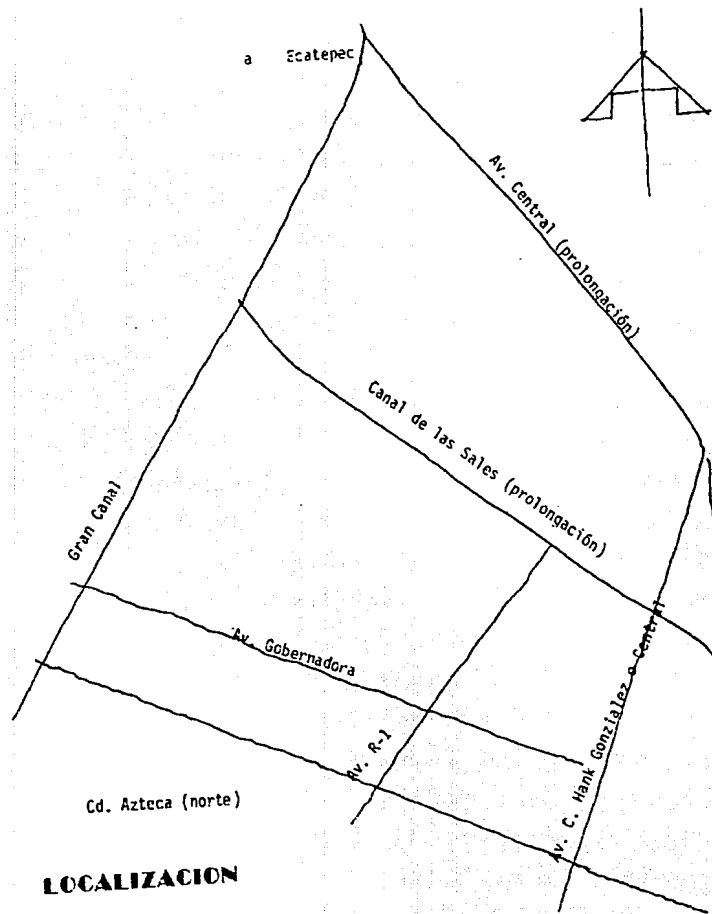 a Ecatepec
Av. Central (prolongación)
Canal de las Sales (prolongación)
Gran Canal
Av. Gobernadora
Av. R-1
Av. C. Hank Gonzialez o Central
Cd. Azteca (norte)
LOCALIZACION